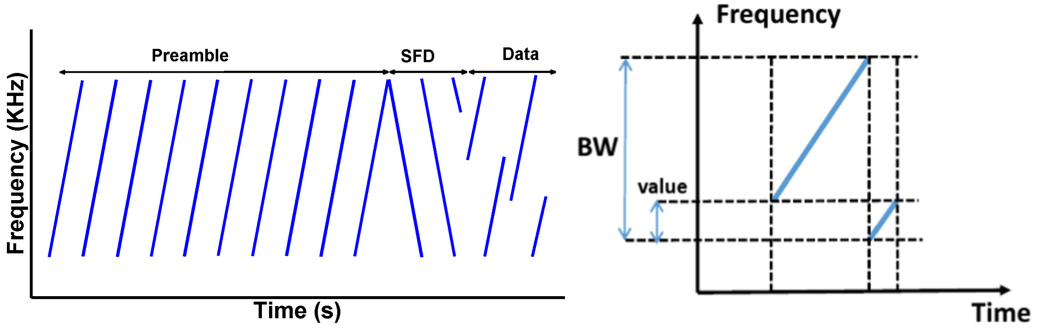 Preamble
SFD
Data
Frequency (KHz)
Time (s)
Frequency
BW
value
Time